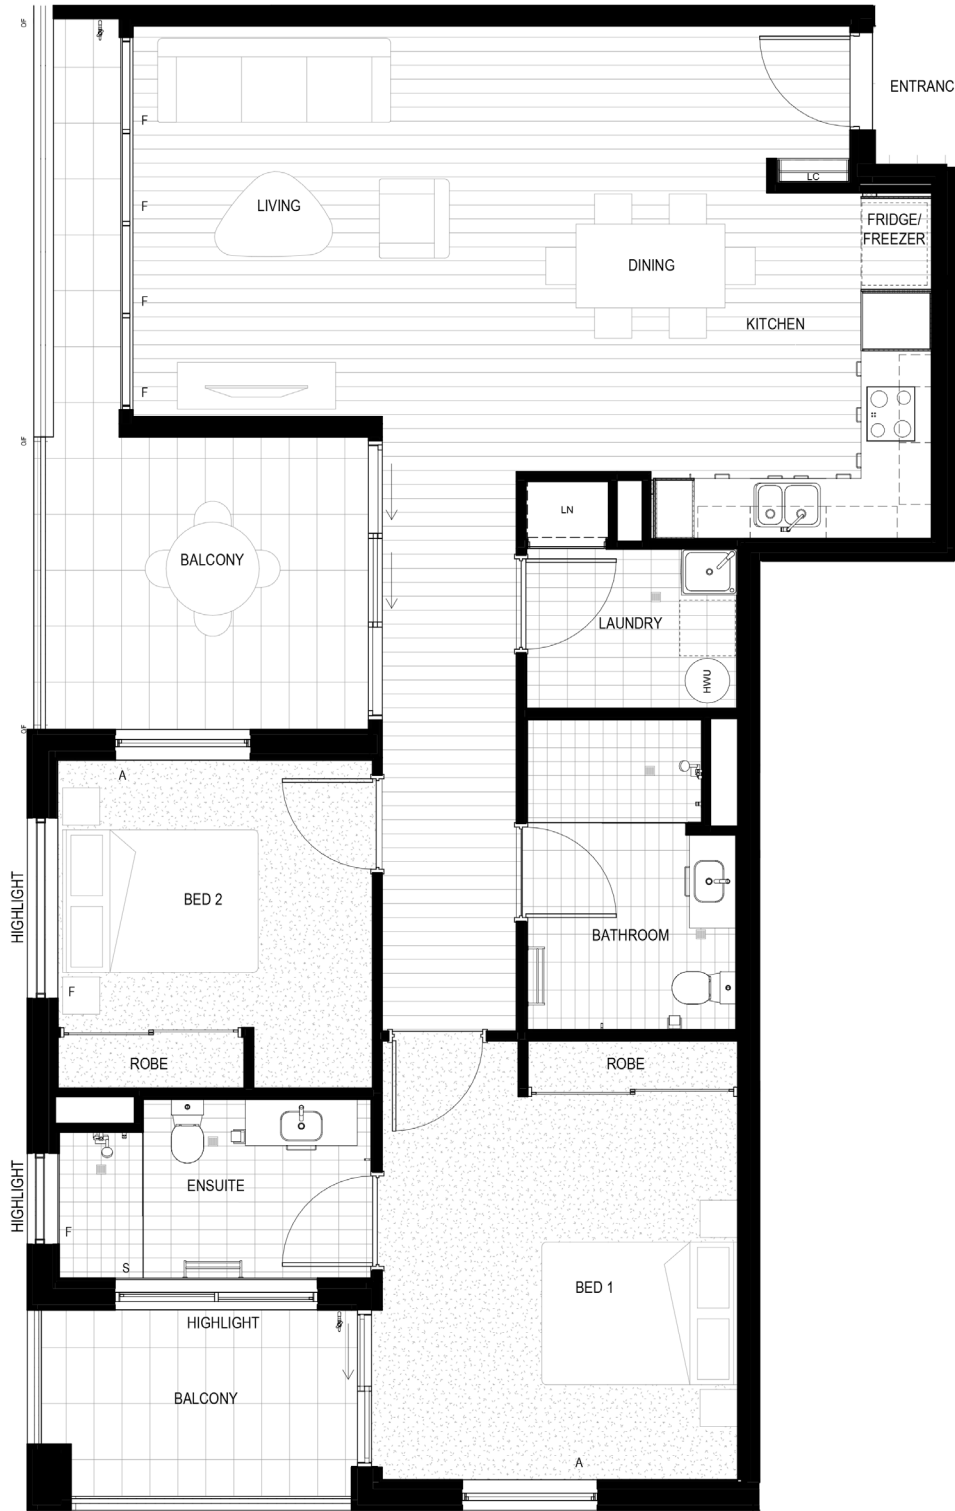 O/F
ENTRANC
F
LC
LIVING
F
FRIDGE/
FREEZER
DINING
F
KITCHEN
F
O/F
LN
BALCONY
LAUNDRY
HWU
O/F
A
HIGHLIGHT
BED 2
BATHROOM
F
ROBE
ROBE
HIGHLIGHT
ENSUITE
F
S
BED 1
HIGHLIGHT
BALCONY
A